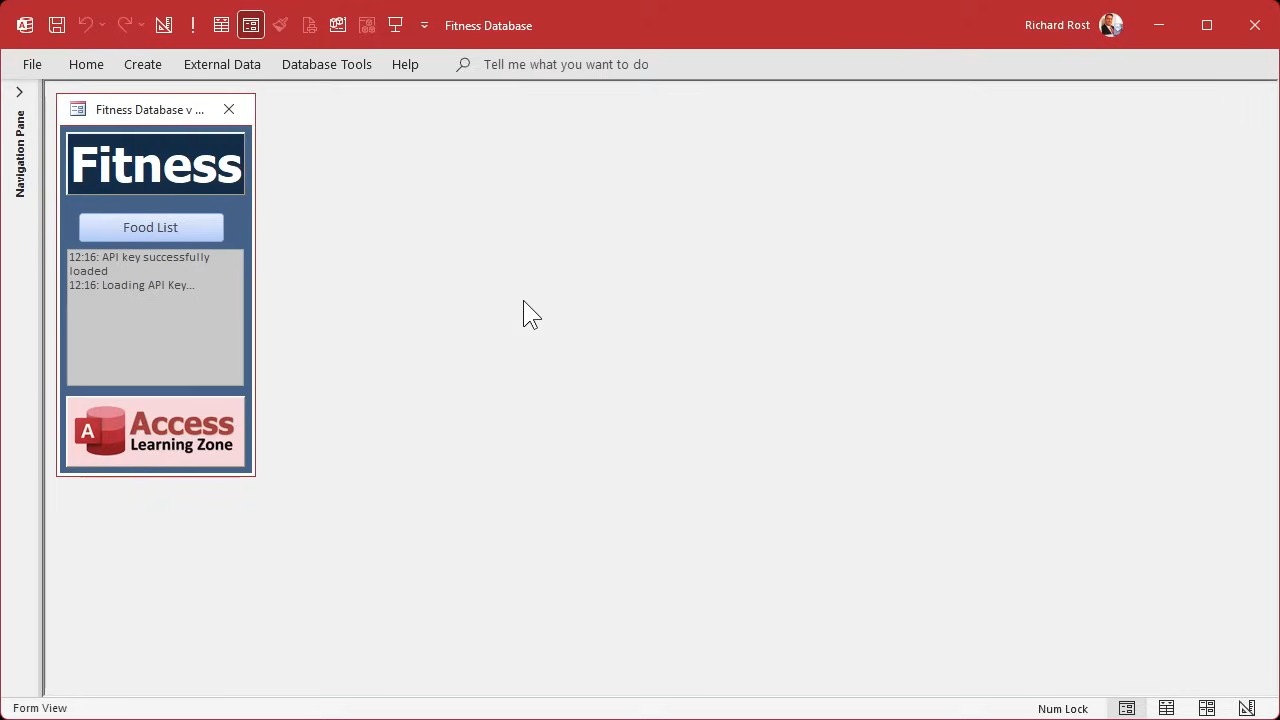 Fitness Database
Richard Rost
File Home Create External Data Database Tools Help Tell me what you want to do
Navigation Pane
Fitness Database v ...
Fitness
Food List
12:16: API key successfully
loaded
12:16: Loading API Key...
A Access
Learning Zone
Form View
Num Lock